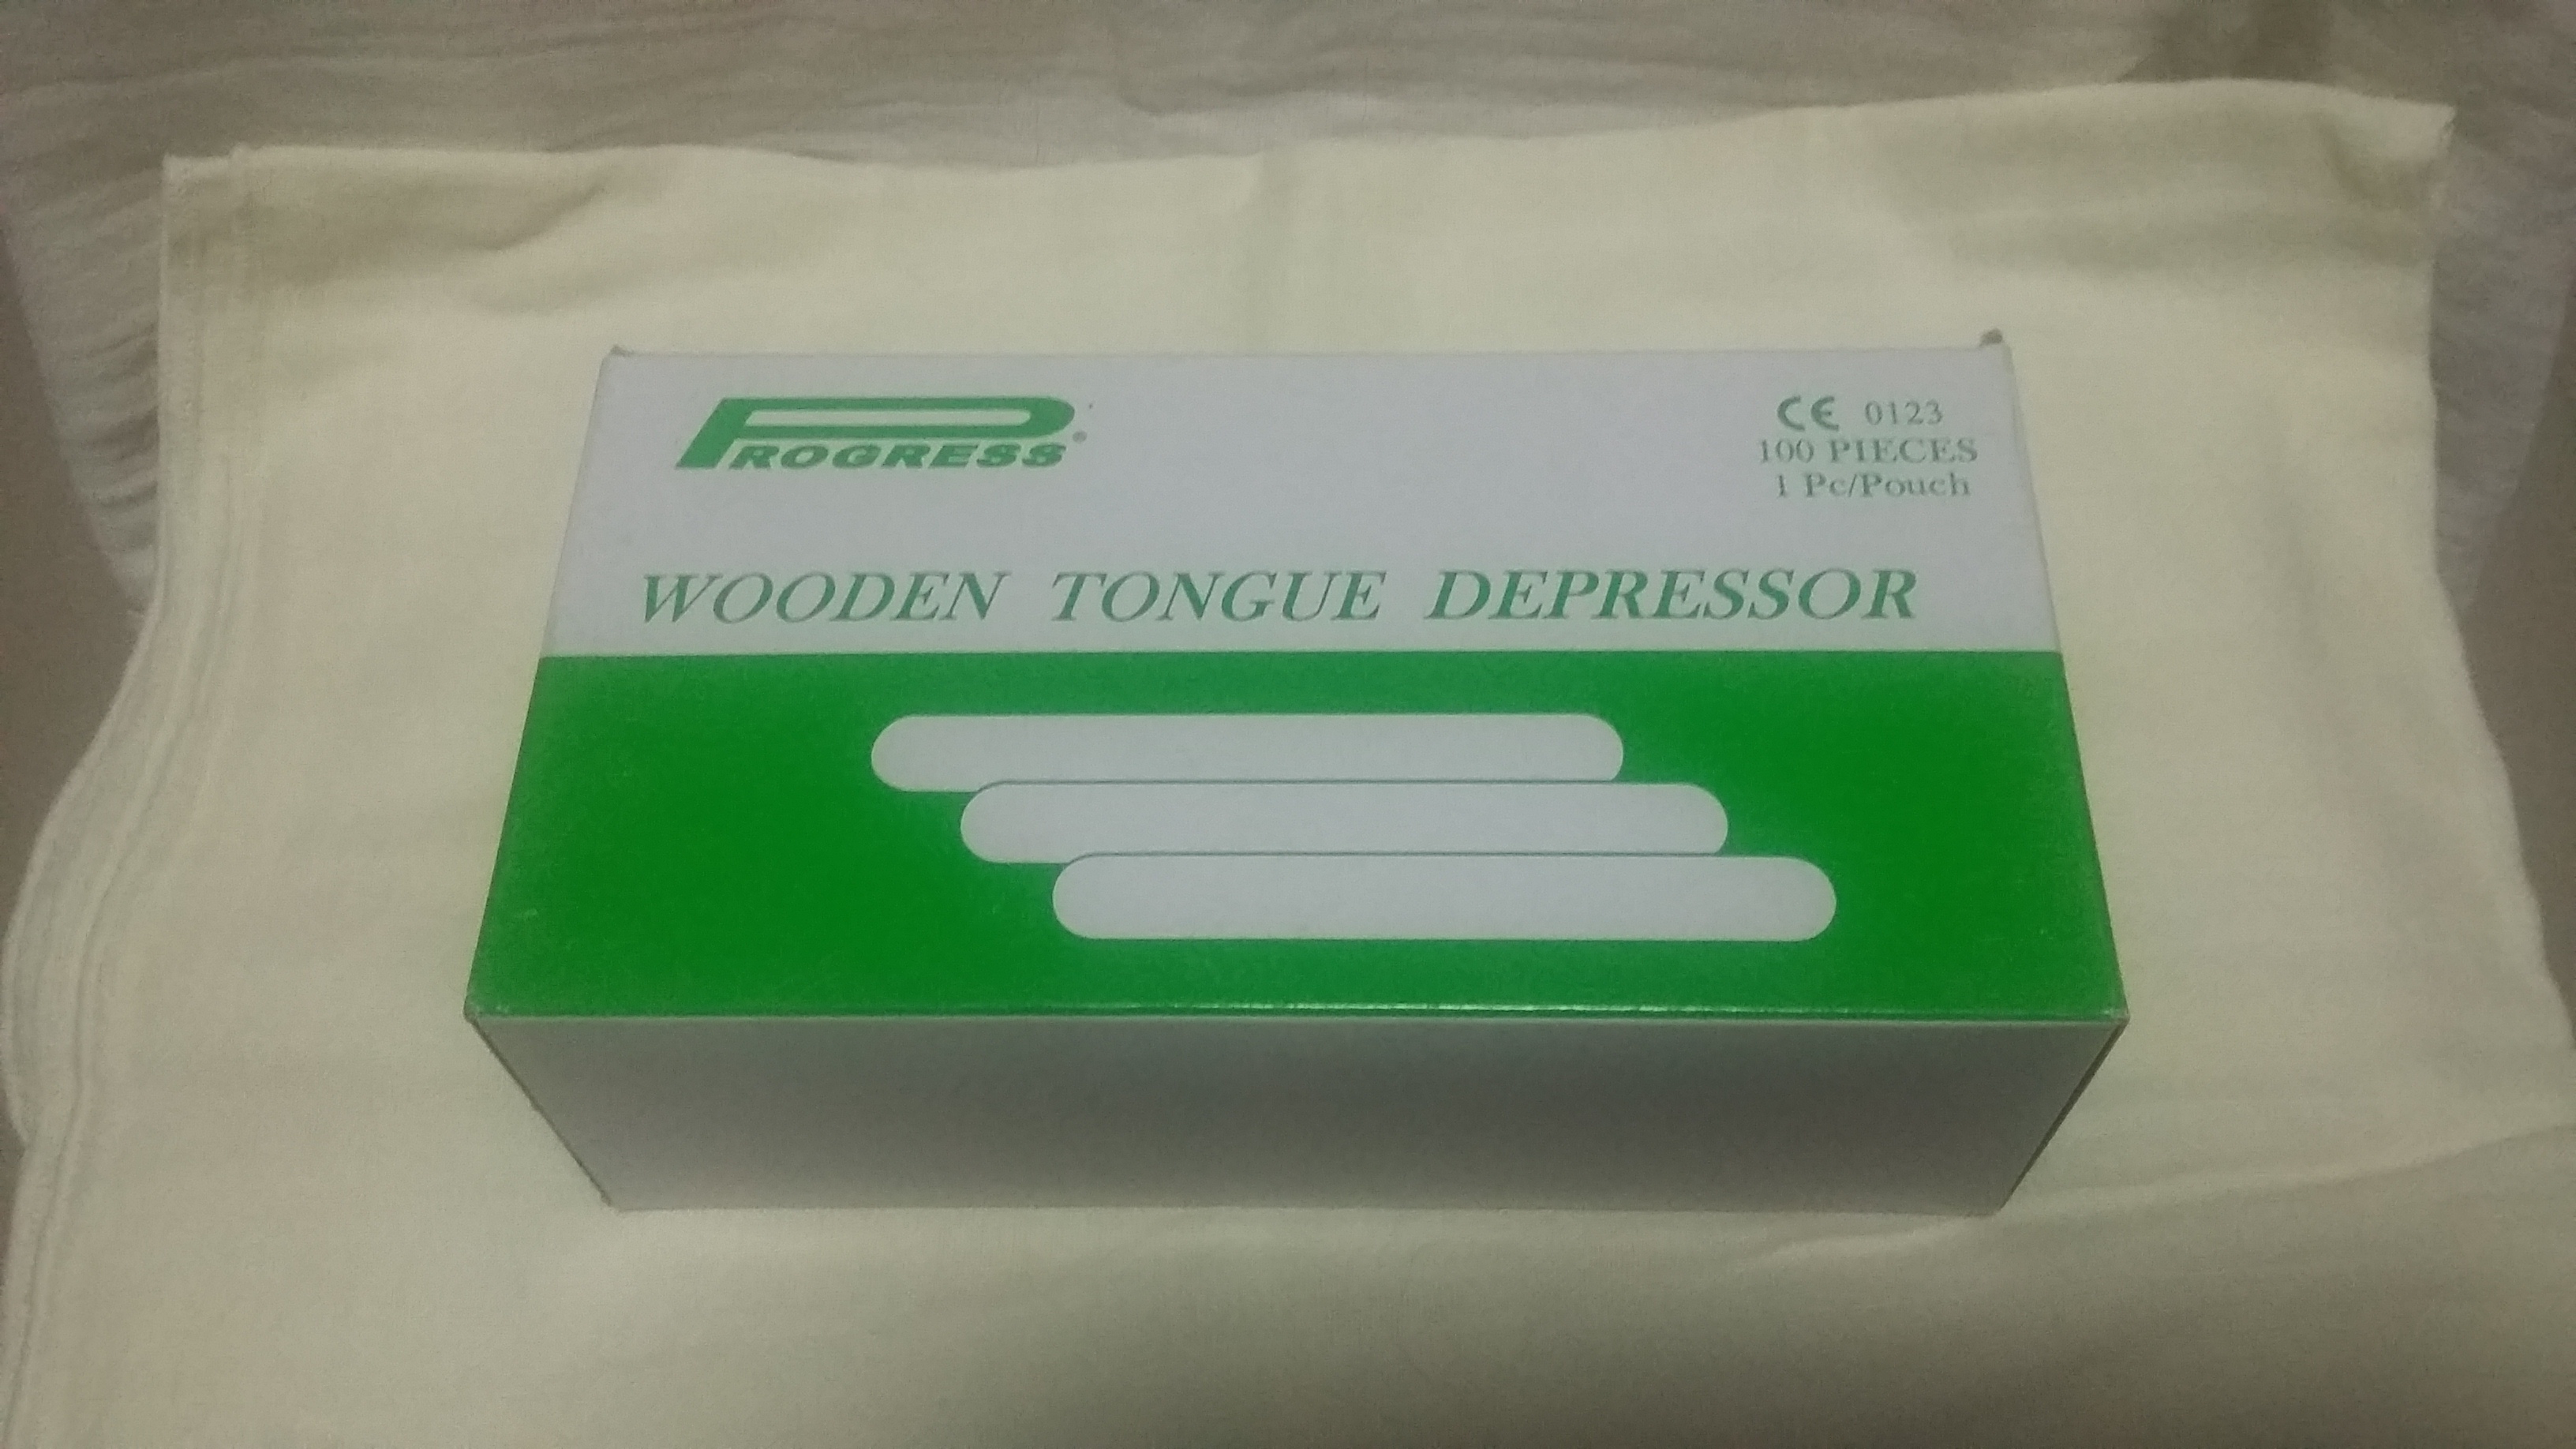 PROGRESS®
CE 0123
100 PIECES
1 Pc/Pouch
WOODEN TONGUE DEPRESSOR